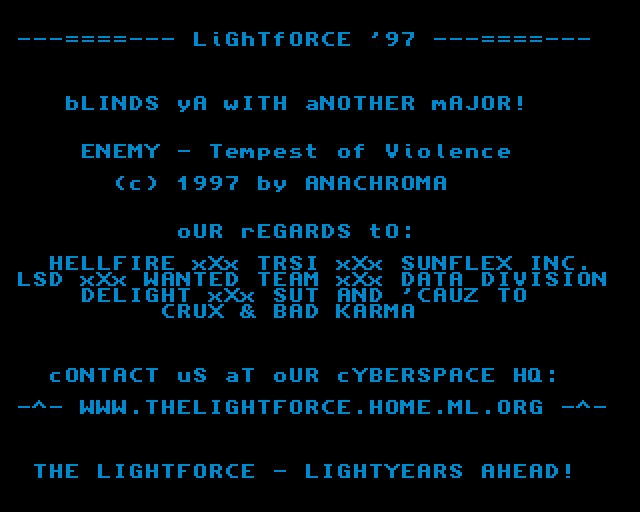 ---====--- LiGhTfORCE '97 ---====---
bLINDS yA wITH aNOTHER mAJOR!
ENEMY - Tempest of Violence
(c) 1997 by ANACHROMA
oUR rEGARDS tO:
HELLFIRE xXx TRSI xXx SUNFLEX INC.
LSD xXx WANTED TEAM xXx DATA DIVISION
DELIGHT xXx SUT AND 'CAUZ TO
CRUX & BAD KARMA
cONTACT uS aT oUR cYBERSPACE HQ:
-^- WWW.THELIGHTFORCE.HOME.ML.ORG -^-
THE LIGHTFORCE - LIGHTYEARS AHEAD!